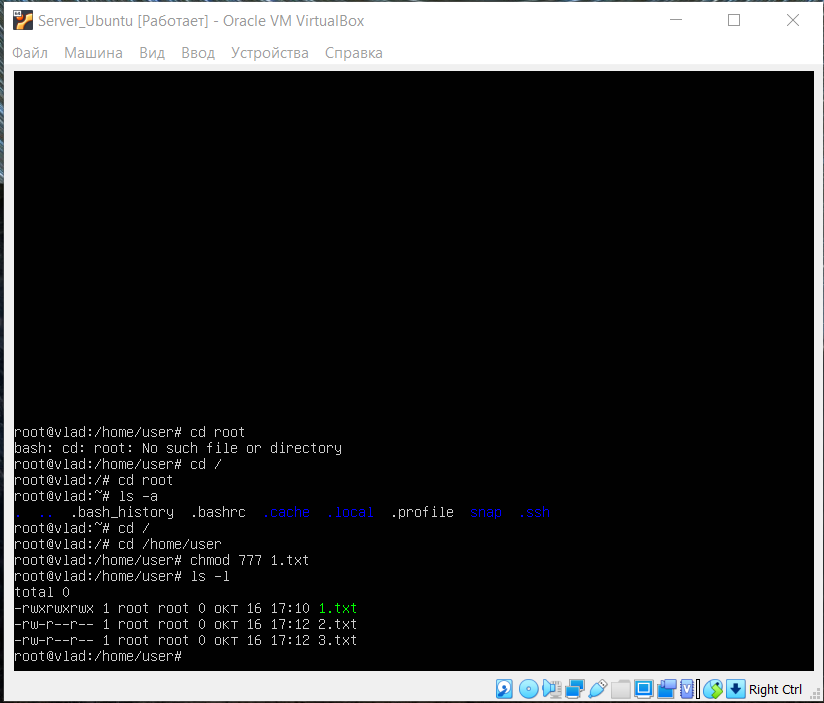 Server_Ubuntu [Работает] - Oracle VM VirtualBox
Файл Машина Вид Ввод Устройства Справка
root@vlad:/home/user# cd root
bash: cd: root: No such file or directory
root@vlad:/home/user# cd /
root@vlad:/# cd root
root@vlad:~# ls -a
. .. .bash_history .bashrc .cache .local .profile snap .ssh
root@vlad:~# cd /
root@vlad:/# cd /home/user
root@vlad:/home/user# chmod 777 1.txt
root@vlad:/home/user# ls -l
total 0
-rwxrwxrwx 1 root root 0 окт 16 17:10 1.txt
-rw-r--r-- 1 root root 0 окт 16 17:12 2.txt
-rw-r--r-- 1 root root 0 окт 16 17:12 3.txt
root@vlad:/home/user#
Right Ctrl